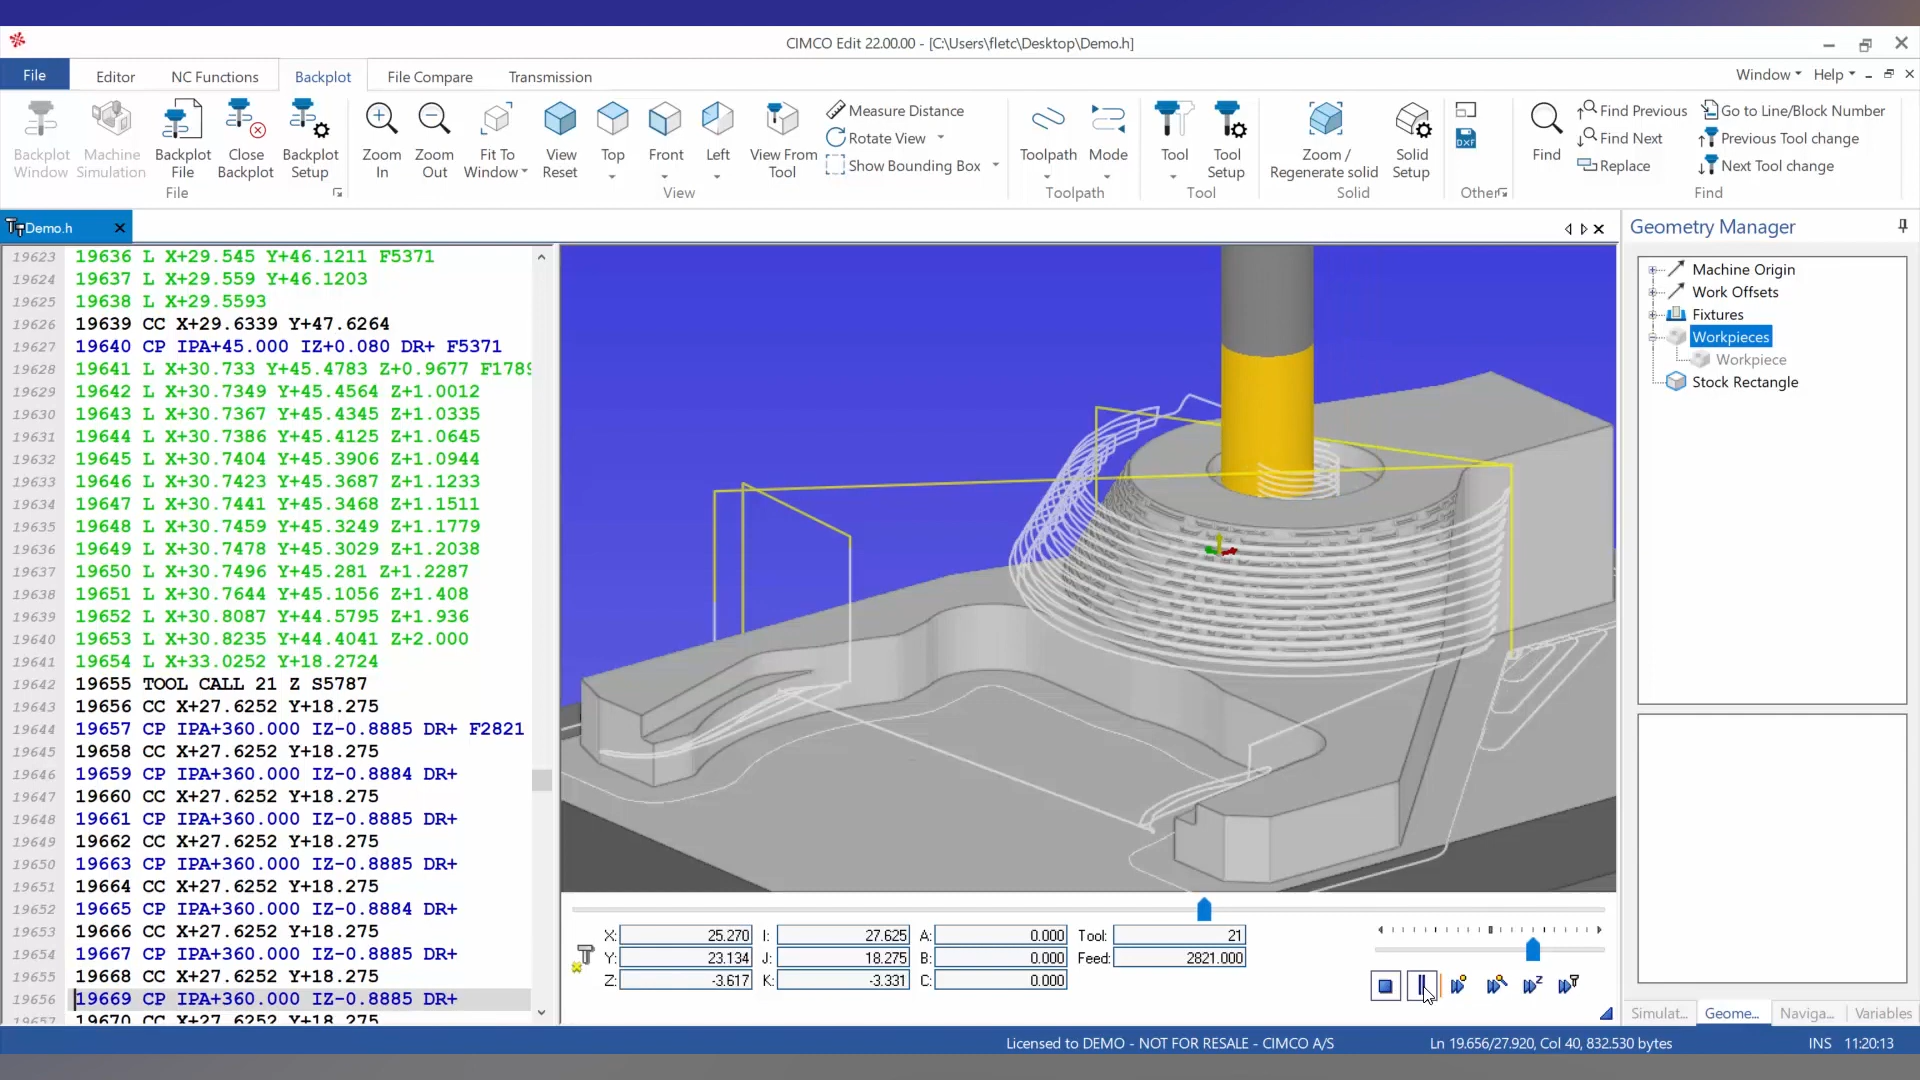 CIMCO Edit 22.00.00 - [C:\Users\fletc\Desktop\Demo.h]
File Editor NC Functions Backplot File Compare Transmission Window Help
Backplot Window
Machine Simulation
Backplot File
Close Backplot
Backplot Setup
File
Zoom In
Zoom Out
Fit To Window
View Reset
Top
Front
Left
View From Tool
Measure Distance
Rotate View
Show Bounding Box
View
Toolpath
Mode
Toolpath
Tool
Tool Setup
Tool
Zoom / Regenerate solid
Solid Setup
Solid
DXF
Other
Find
Find Previous
Find Next
Replace
Go to Line/Block Number
Previous Tool change
Next Tool change
Find
Demo.h
19623 19636 L X+29.545 Y+46.1211 F5371
19624 19637 L X+29.559 Y+46.1203
19625 19638 L X+29.5593
19626 19639 CC X+29.6339 Y+47.6264
19627 19640 CP IPA+45.000 IZ+0.080 DR+ F5371
19628 19641 L X+30.733 Y+45.4783 Z+0.9677 F1789
19629 19642 L X+30.7349 Y+45.4564 Z+1.0012
19630 19643 L X+30.7367 Y+45.4345 Z+1.0335
19631 19644 L X+30.7386 Y+45.4125 Z+1.0645
19632 19645 L X+30.7404 Y+45.3906 Z+1.0944
19633 19646 L X+30.7423 Y+45.3687 Z+1.1233
19634 19647 L X+30.7441 Y+45.3468 Z+1.1511
19635 19648 L X+30.7459 Y+45.3249 Z+1.1779
19636 19649 L X+30.7478 Y+45.3029 Z+1.2038
19637 19650 L X+30.7496 Y+45.281 Z+1.2287
19638 19651 L X+30.7644 Y+45.1056 Z+1.408
19639 19652 L X+30.8087 Y+44.5795 Z+1.936
19640 19653 L X+30.8235 Y+44.4041 Z+2.000
19641 19654 L X+33.0252 Y+18.2724
19642 19655 TOOL CALL 21 Z S5787
19643 19656 CC X+27.6252 Y+18.275
19644 19657 CP IPA+360.000 IZ-0.8885 DR+ F2821
19645 19658 CC X+27.6252 Y+18.275
19646 19659 CP IPA+360.000 IZ-0.8884 DR+
19647 19660 CC X+27.6252 Y+18.275
19648 19661 CP IPA+360.000 IZ-0.8885 DR+
19649 19662 CC X+27.6252 Y+18.275
19650 19663 CP IPA+360.000 IZ-0.8885 DR+
19651 19664 CC X+27.6252 Y+18.275
19652 19665 CP IPA+360.000 IZ-0.8884 DR+
19653 19666 CC X+27.6252 Y+18.275
19654 19667 CP IPA+360.000 IZ-0.8885 DR+
19655 19668 CC X+27.6252 Y+18.275
19656 19669 CP IPA+360.000 IZ-0.8885 DR+
19657 19670 CC X+27.6252 Y+18.275
X: 25.270 I: 27.625 A: 0.000 Tool: 21
Y: 23.134 J: 18.275 B: 0.000 Feed: 2821.000
Z: -3.617 K: -3.331 C: 0.000
Geometry Manager
Machine Origin
Work Offsets
Fixtures
Workpieces
Workpiece
Stock Rectangle
Simulat... Geome... Naviga... Variables
Licensed to DEMO - NOT FOR RESALE - CIMCO A/S Ln 19.656/27.920, Col 40, 832.530 bytes INS 11:20:13